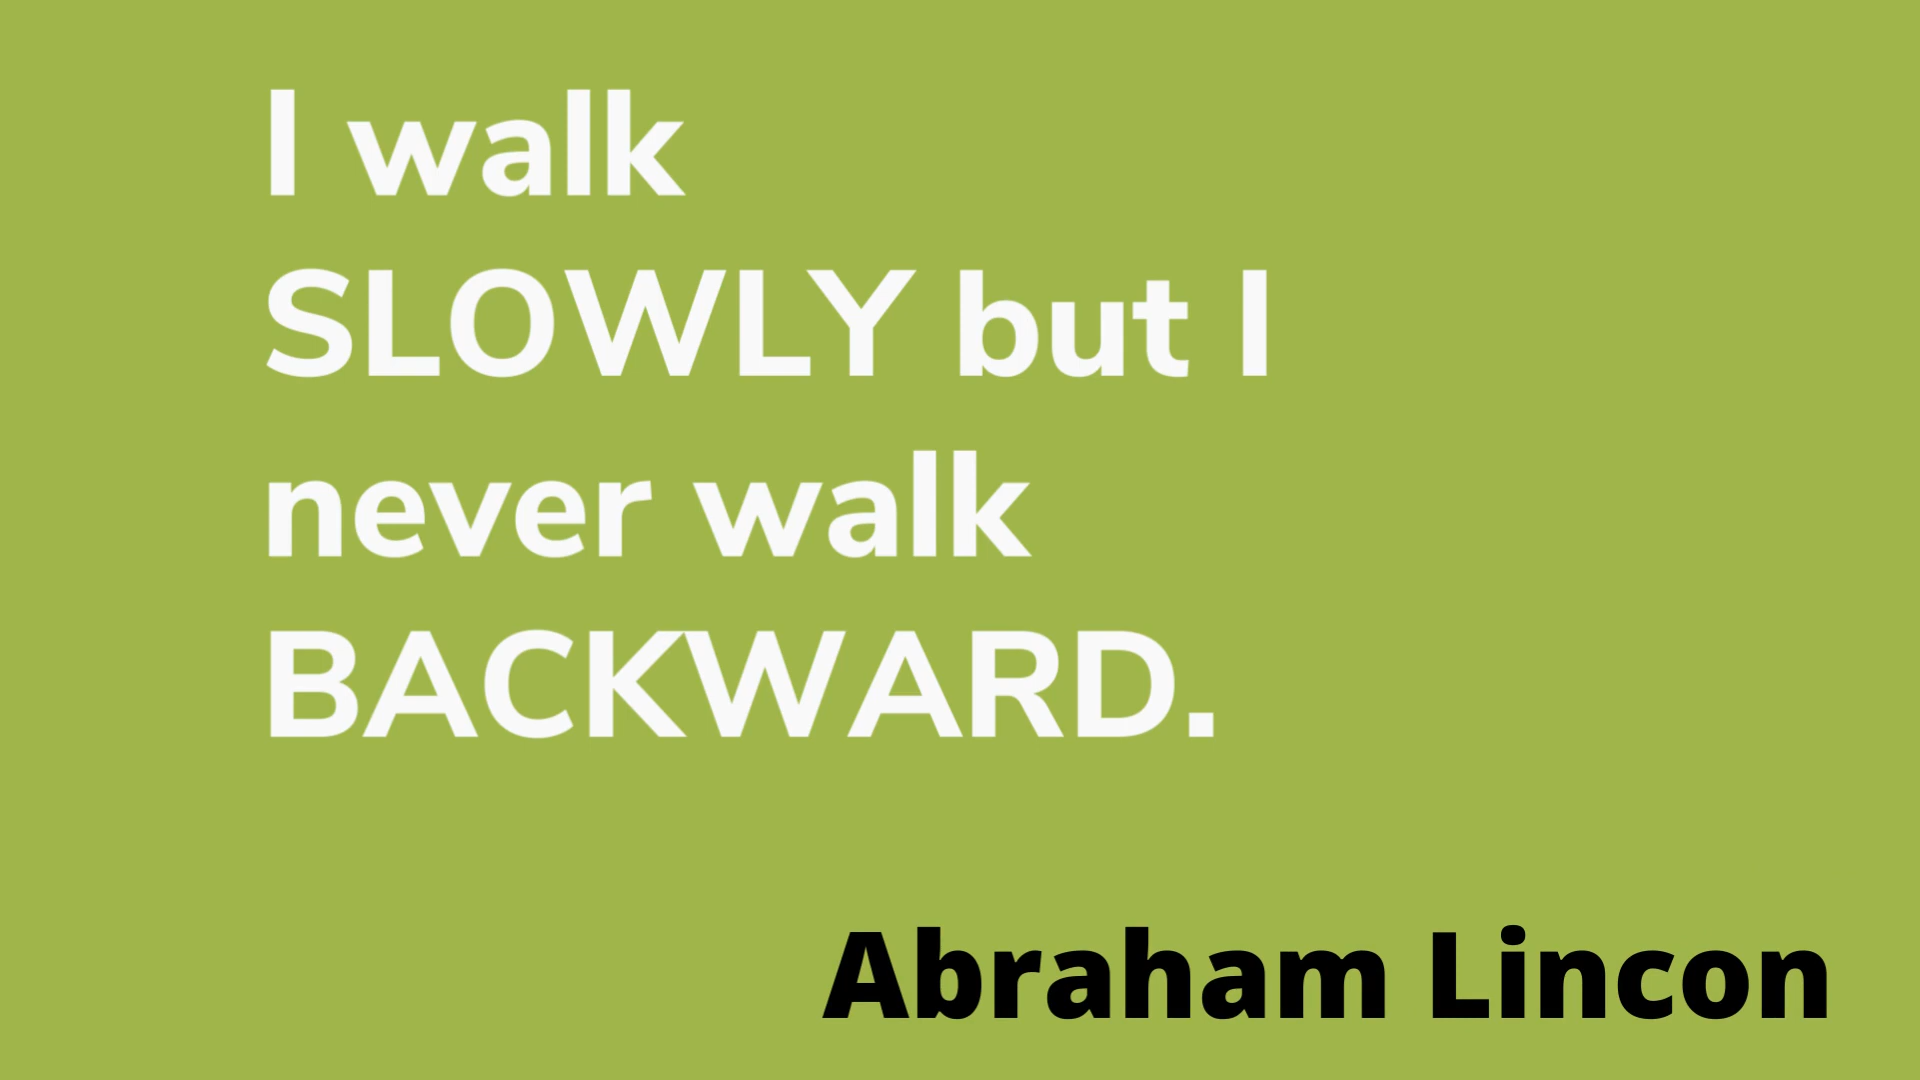 I walk
SLOWLY but I
never walk
BACKWARD.
Abraham Lincon